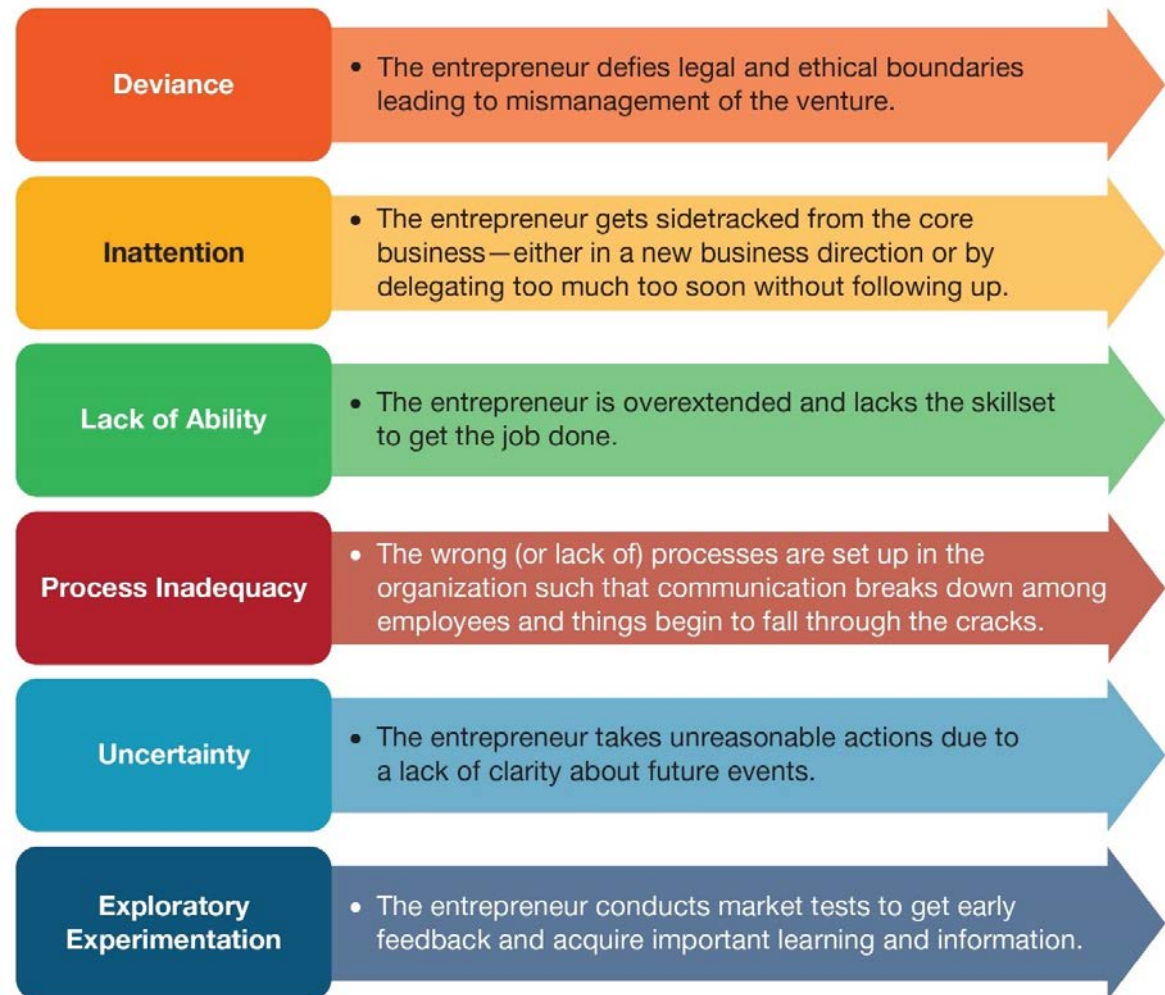 Deviance
• The entrepreneur defies legal and ethical boundaries
leading to mismanagement of the venture.
Inattention
• The entrepreneur gets sidetracked from the core
business—either in a new business direction or by
delegating too much too soon without following up.
Lack of Ability
• The entrepreneur is overextended and lacks the skillset
to get the job done.
Process Inadequacy
• The wrong (or lack of) processes are set up in the
organization such that communication breaks down among
employees and things begin to fall through the cracks.
Uncertainty
• The entrepreneur takes unreasonable actions due to
a lack of clarity about future events.
Exploratory
Experimentation
• The entrepreneur conducts market tests to get early
feedback and acquire important learning and information.